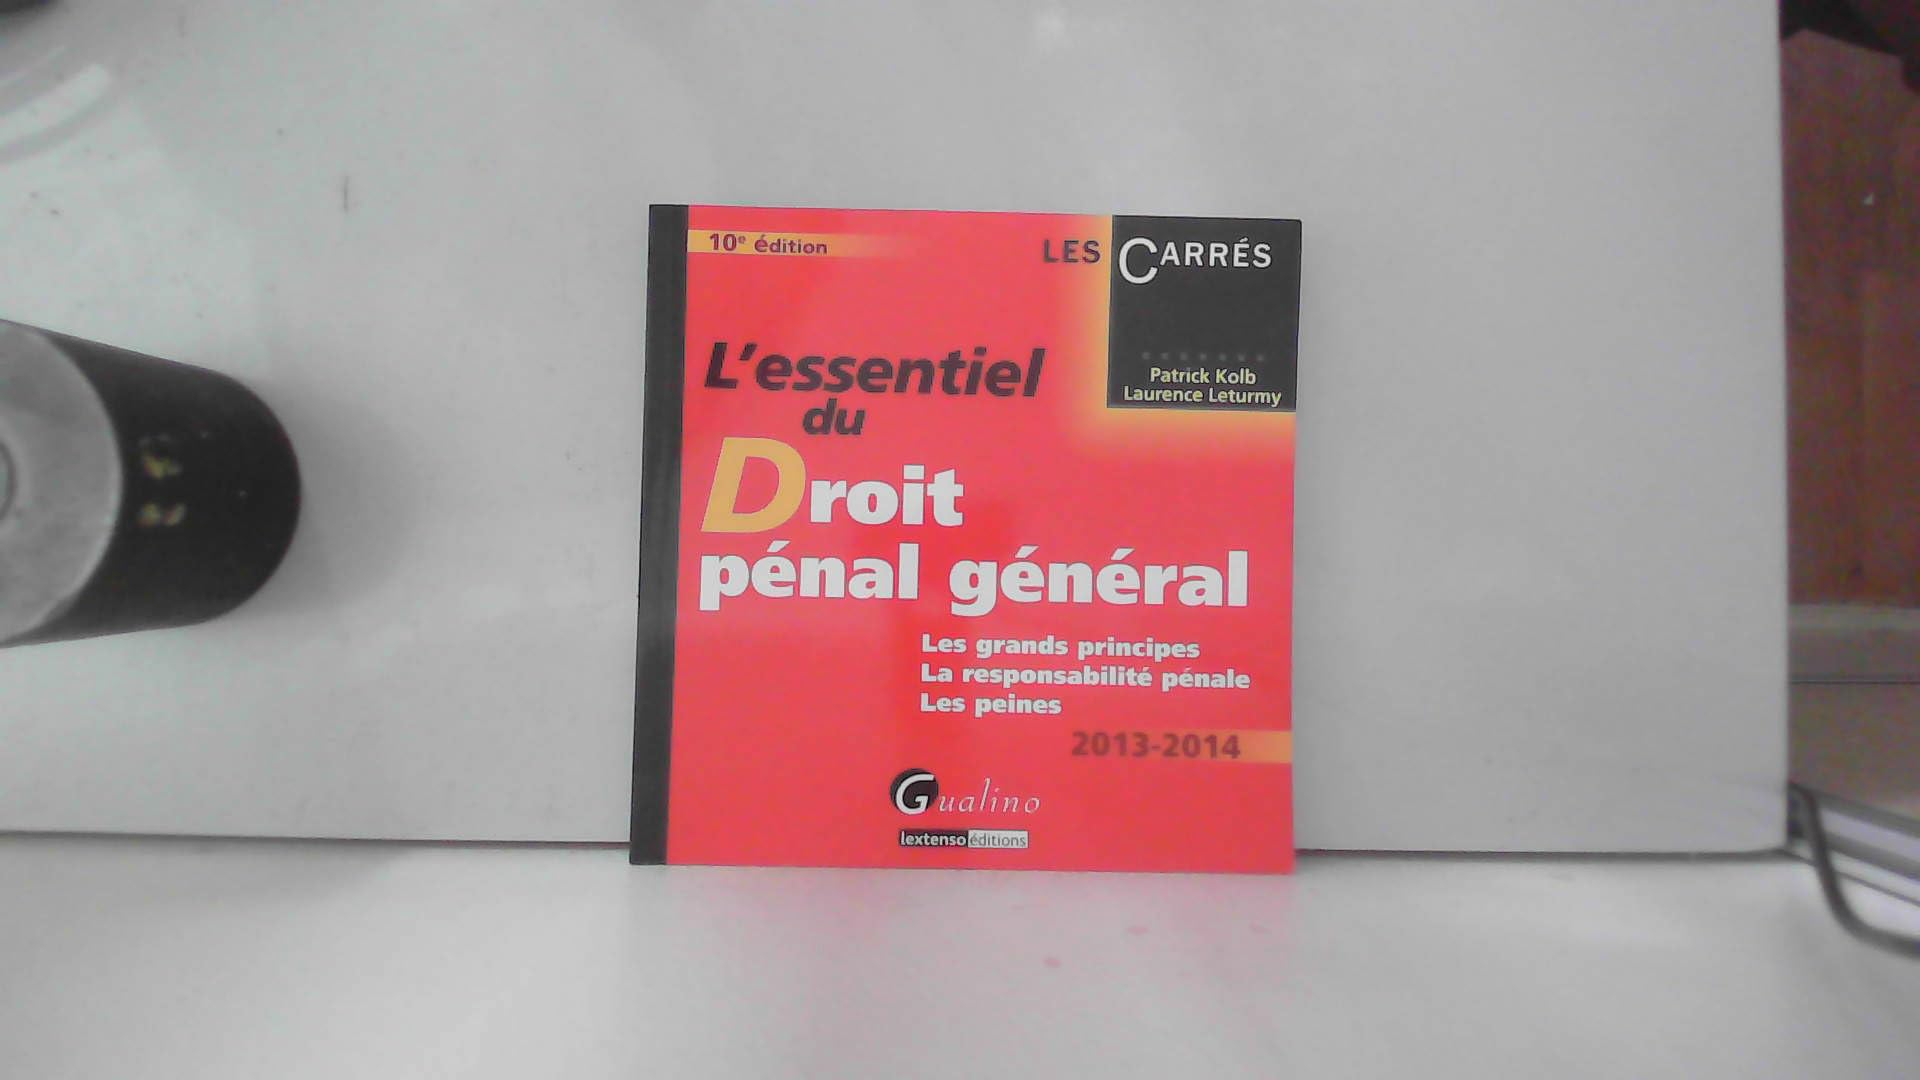 10e édition
LES CARRÉS
Patrick Kolb
Laurence Leturmy
L'essentiel
du
Droit
pénal général
Les grands principes
La responsabilité pénale
Les peines
2013-2014
Gualino
lextenso éditions